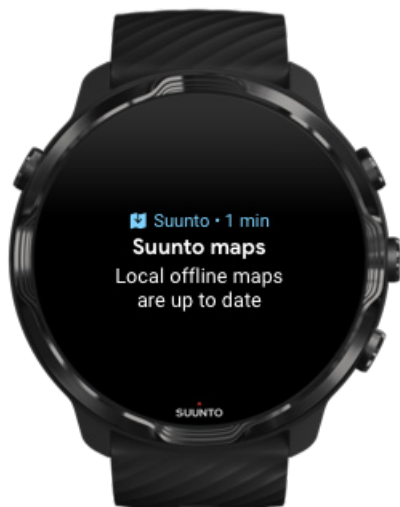 Suunto • 1 min
Suunto maps
Local offline maps
are up to date
SUUNTO